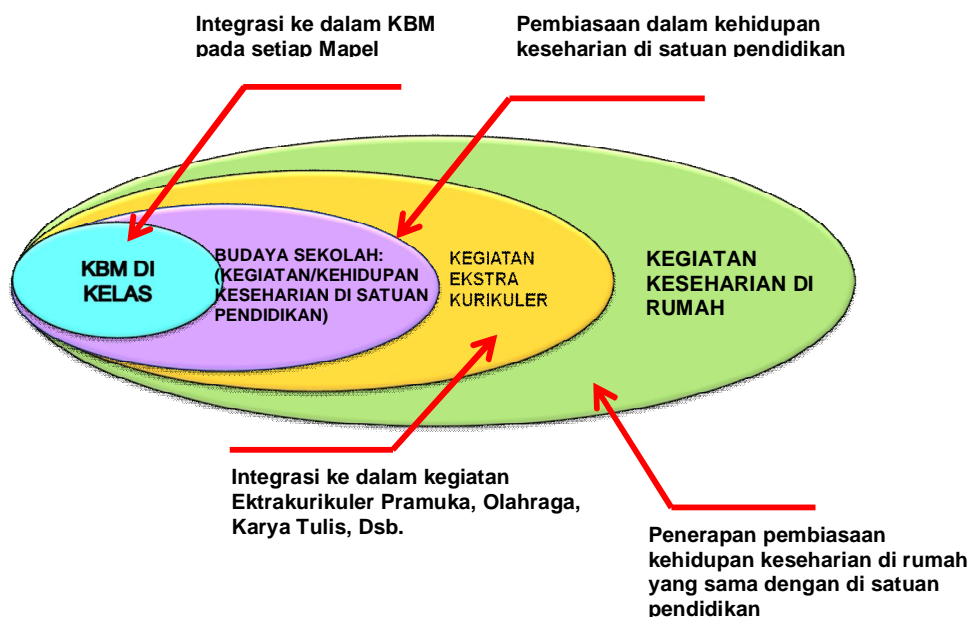 Integrasi ke dalam KBM
pada setiap Mapel
Pembiasaan dalam kehidupan
keseharian di satuan pendidikan
KBM DI
KELAS
BUDAYA SEKOLAH:
(KEGIATAN/KEHIDUPAN
KESEHARIAN DI SATUAN
PENDIDIKAN)
KEGIATAN
EKSTRA
KURIKULER
KEGIATAN
KESEHARIAN DI
RUMAH
Integrasi ke dalam kegiatan
Ektrakurikuler Pramuka, Olahraga,
Karya Tulis, Dsb.
Penerapan pembiasaan
kehidupan keseharian di rumah
yang sama dengan di satuan
pendidikan